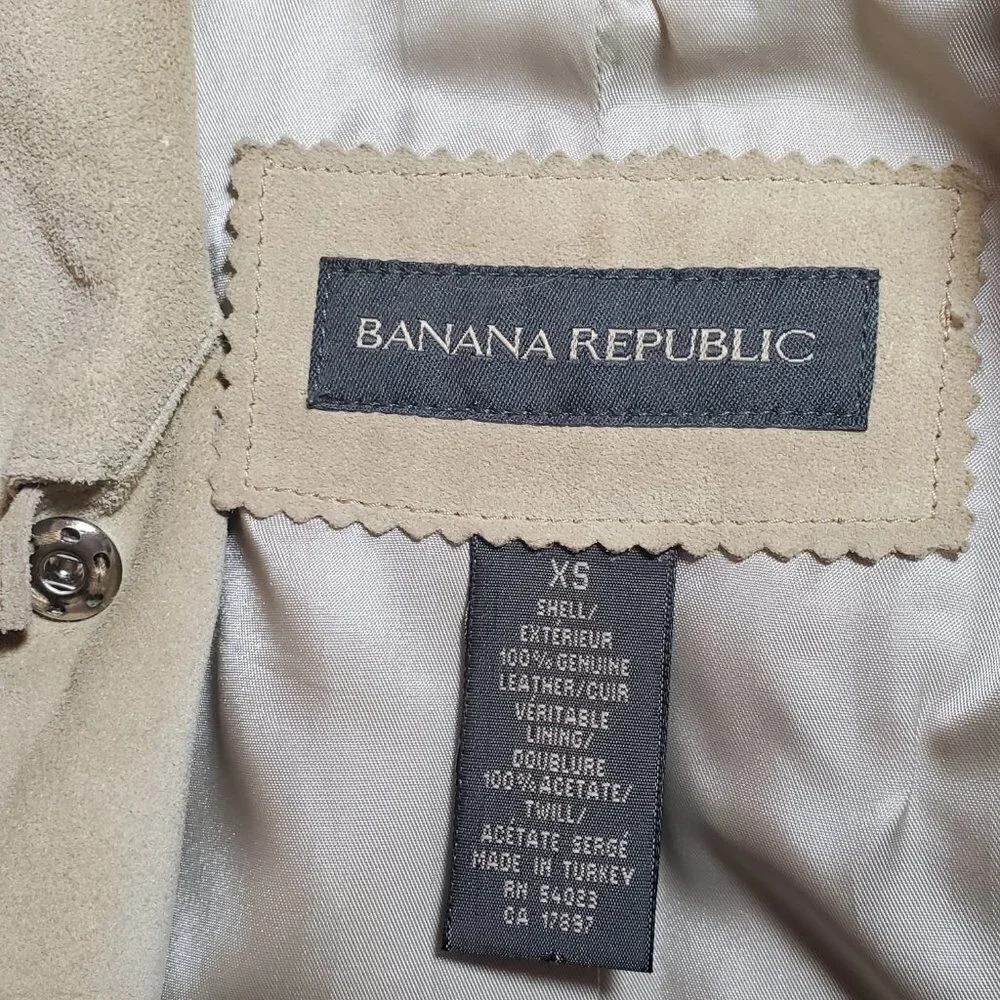 BANANA REPUBLIC
XS
SHELL/
EXTÉRIEUR
100% GENUINE
LEATHER/CUIR
VERITABLE
LINING/
DOUBLURE
100% ACETATE/
TWILL/
ACÉTATE SERGÉ
MADE IN TURKEY
RN 54023
CA 17897